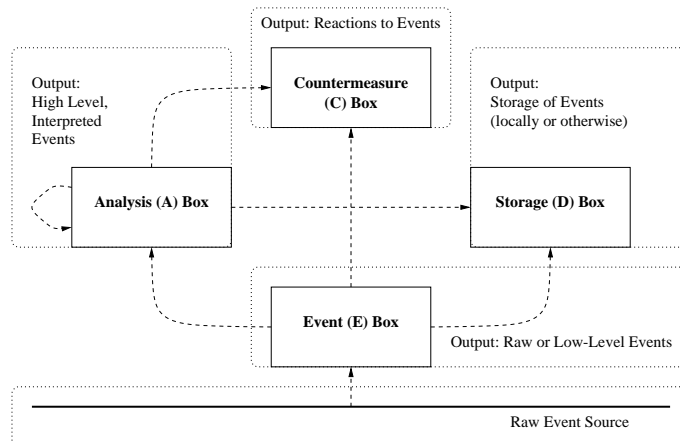 Output: Reactions to Events
Countermeasure
(C) Box
Output:
High Level,
Interpreted
Events
Output:
Storage of Events
(locally or otherwise)
Analysis (A) Box
Storage (D) Box
Event (E) Box
Output: Raw or Low-Level Events
Raw Event Source